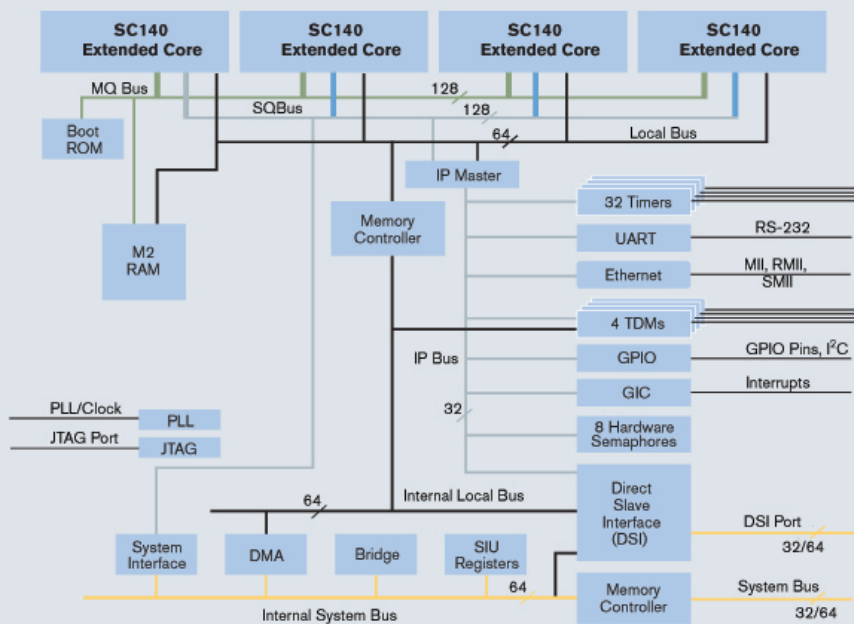 SC140
Extended Core
SC140
Extended Core
SC140
Extended Core
SC140
Extended Core
MQ Bus
128
SQBus
128
64
Local Bus
Boot
ROM
IP Master
M2
RAM
Memory
Controller
32 Timers
UART
RS-232
Ethernet
MII, RMII,
SMII
4 TDMs
IP Bus
GPIO
GPIO Pins, I²C
GIC
Interrupts
32
8 Hardware
Semaphores
PLL/Clock
PLL
JTAG Port
JTAG
64
Internal Local Bus
Direct
Slave
Interface
(DSI)
DSI Port
32/64
System
Interface
DMA
Bridge
SIU
Registers
64
Internal System Bus
Memory
Controller
System Bus
32/64